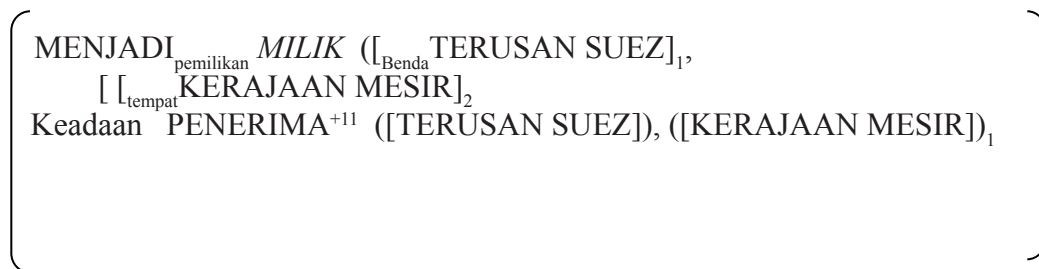 MENJADI pemilikan MILIK ([Benda TERUSAN SUEZ]1,
[ [tempat KERAJAAN MESIR]2
Keadaan PENERIMA+11 ([TERUSAN SUEZ]), ([KERAJAAN MESIR])1